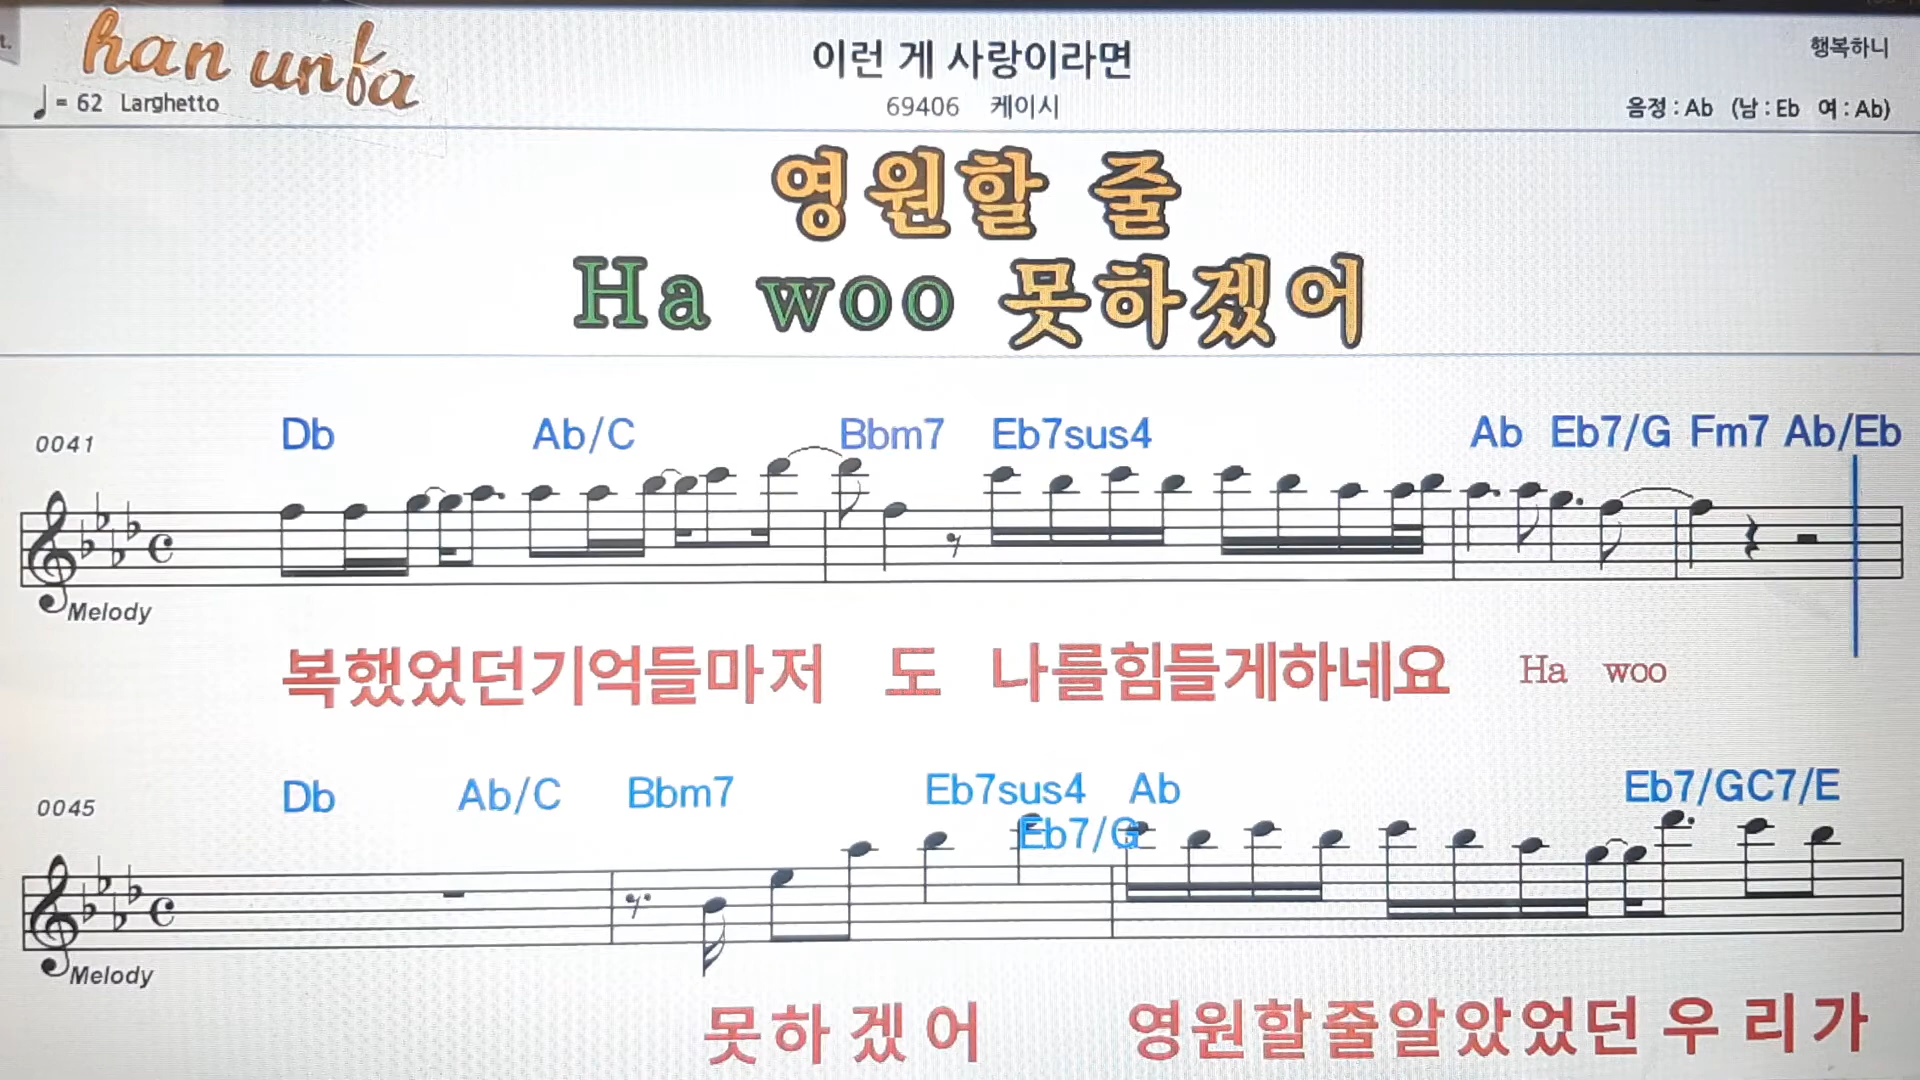 han unfa
이런 게 사랑이라면
행복하니
= 62 Larghetto
69406 케이시
음정 : Ab (남 : Eb 여 : Ab)
영원할 줄
Ha woo 못하겠어
0041 Db Ab/C Bbm7 Eb7sus4 Ab Eb7/G Fm7 Ab/Eb
Melody
복했었던기억들마저 도 나를힘들게하네요 Ha woo
0045 Db Ab/C Bbm7 Eb7sus4 Ab Eb7/GC7/E
Eb7/G
Melody
못하겠어 영원할줄알았었던우리가